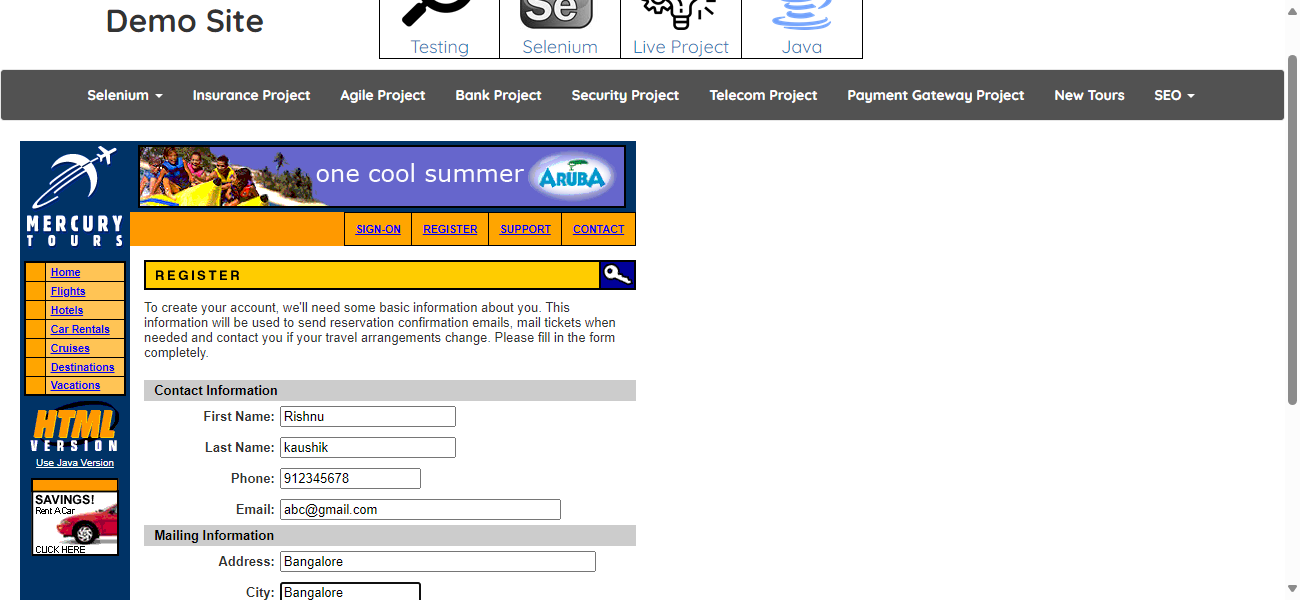 Demo Site
Testing
Se
Selenium
Live Project
Java
Selenium Insurance Project Agile Project Bank Project Security Project Telecom Project Payment Gateway Project New Tours SEO
MERCURY
TOURS
one cool summer
ARUBA
SIGN-ON REGISTER SUPPORT CONTACT
Home
Flights
Hotels
Car Rentals
Cruises
Destinations
Vacations
HTML
VERSION
Use Java Version
SAVINGS!
Rent A Car
CLICK HERE
REGISTER
To create your account, we'll need some basic information about you. This
information will be used to send reservation confirmation emails, mail tickets when
needed and contact you if your travel arrangements change. Please fill in the form
completely.
Contact Information
First Name: Rishnu
Last Name: kaushik
Phone: 912345678
Email: abc@gmail.com
Mailing Information
Address: Bangalore
City: Bangalore